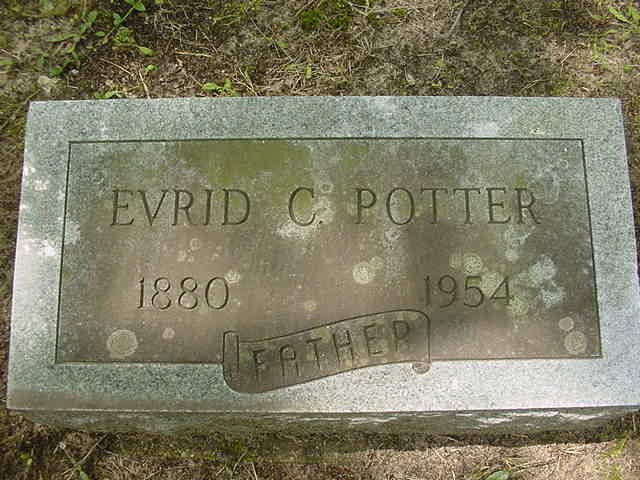 EVRID C. POTTER
1880 1954
FATHER